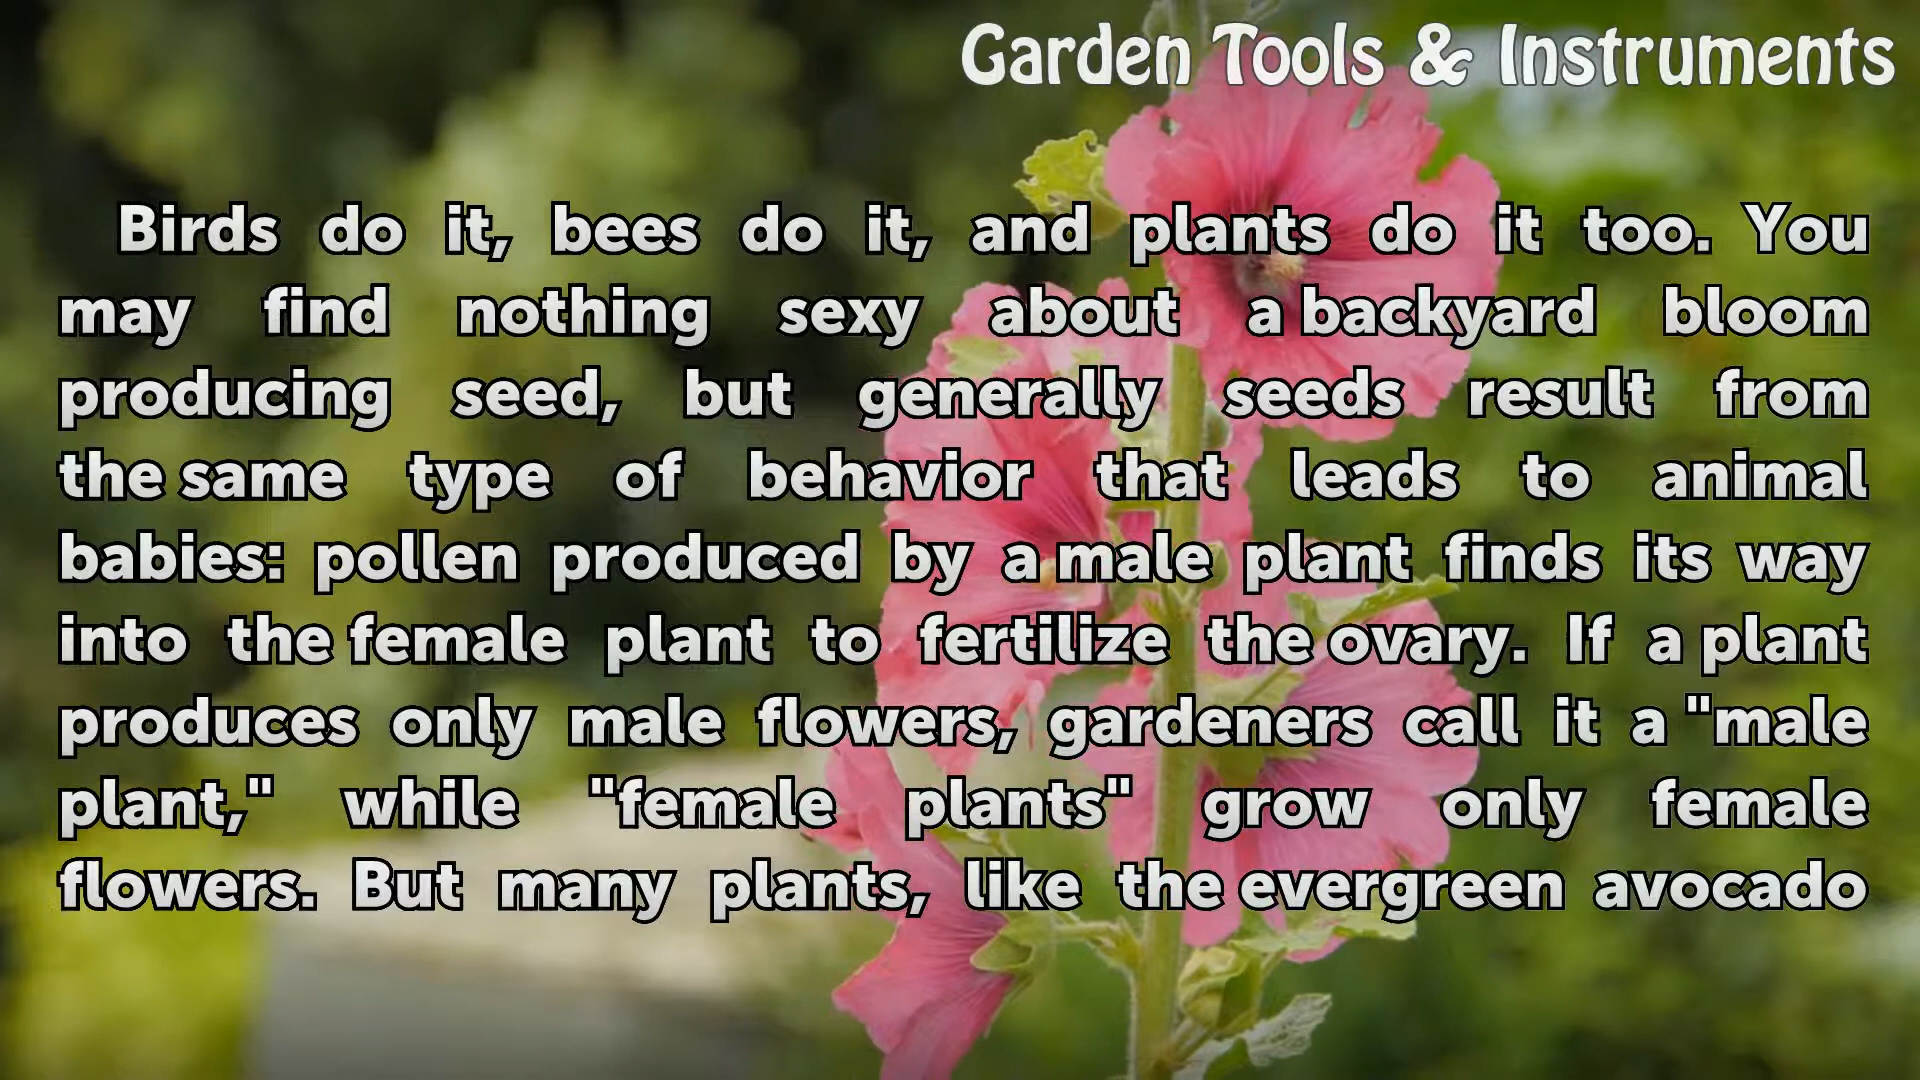 Garden Tools & Instruments
Birds do it, bees do it, and plants do it too. You
may find nothing sexy about a backyard bloom
producing seed, but generally seeds result from
the same type of behavior that leads to animal
babies: pollen produced by a male plant finds its way
into the female plant to fertilize the ovary. If a plant
produces only male flowers, gardeners call it a "male
plant," while "female plants" grow only female
flowers. But many plants, like the evergreen avocado